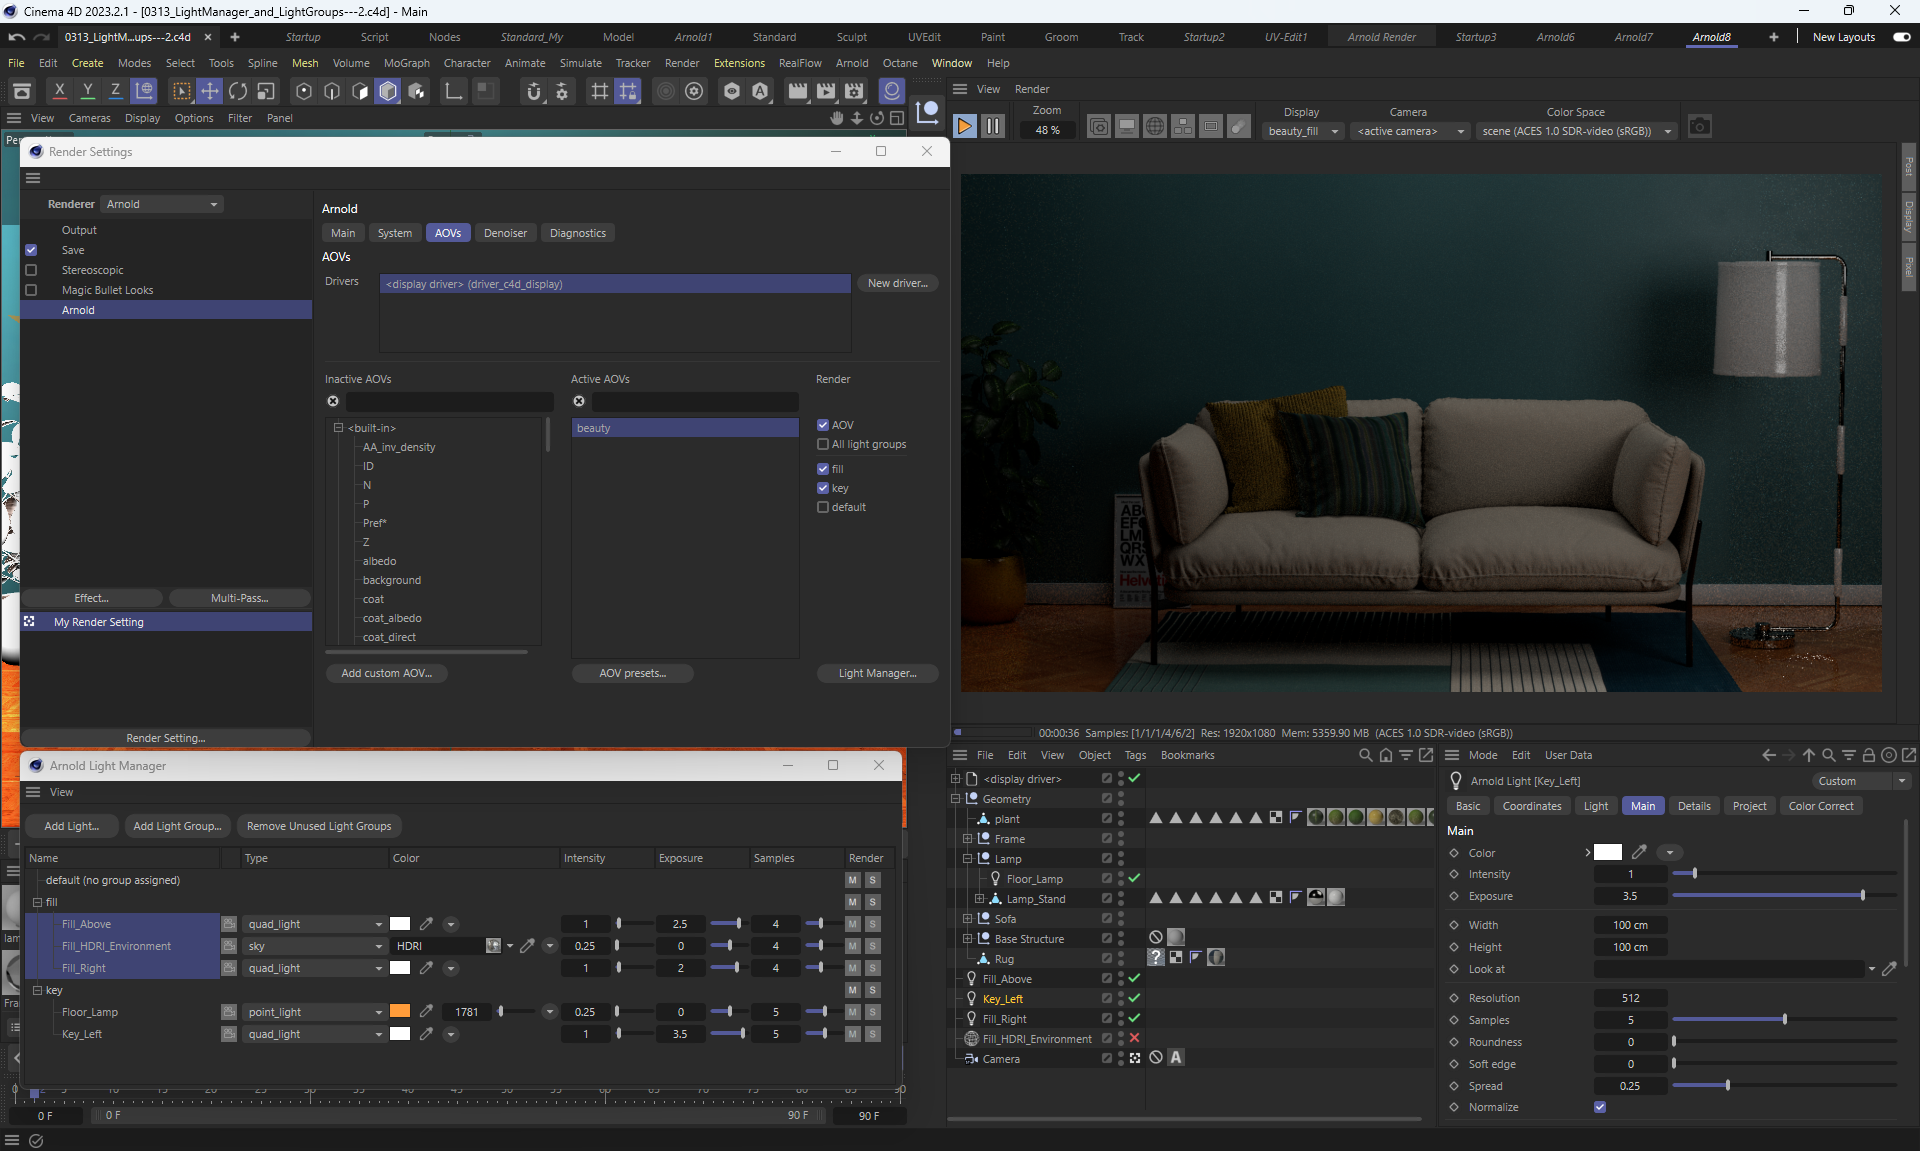 Cinema 4D 2023.2.1 - [0313_LightManager_and_LightGroups---2.c4d] - Main
0313_LightM...ups---2.c4d
Startup Script Nodes Standard_My Model Arnold1 Standard Sculpt UVEdit Paint Groom Track Startup2 UV-Edit1 Arnold Render Startup3 Arnold6 Arnold7 Arnold8 New Layouts
File Edit Create Modes Select Tools Spline Mesh Volume MoGraph Character Animate Simulate Tracker Render Extensions RealFlow Arnold Octane Window Help
X Y Z
View Cameras Display Options Filter Panel
View Render
Zoom Display Camera Color Space
48 % beauty_fill <active camera> scene (ACES 1.0 SDR-video (sRGB))
Post
Display
Pixel
Render Settings
Renderer Arnold
Output
Save
Stereoscopic
Magic Bullet Looks
Arnold
Effect... Multi-Pass...
My Render Setting
Render Setting...
Arnold
Main System AOVs Denoiser Diagnostics
AOVs
Drivers <display driver> (driver_c4d_display) New driver...
Inactive AOVs Active AOVs Render
<built-in>
AA_inv_density
ID
N
P
Pref*
Z
albedo
background
coat
coat_albedo
coat_direct
beauty
AOV
All light groups
fill
key
default
Add custom AOV... AOV presets... Light Manager...
00:00:36 Samples: [1/1/1/4/6/2] Res: 1920x1080 Mem: 5359.90 MB (ACES 1.0 SDR-video (sRGB))
Arnold Light Manager
View
Add Light... Add Light Group... Remove Unused Light Groups
Name Type Color Intensity Exposure Samples Render
default (no group assigned) M S
fill M S
Fill_Above quad_light 1 2.5 4 M S
Fill_HDRI_Environment sky HDRI 0.25 0 4 M S
Fill_Right quad_light 1 2 4 M S
key M S
Floor_Lamp point_light 1781 0.25 0 5 M S
Key_Left quad_light 1 3.5 5 M S
0 F 0 F 90 F 90 F
File Edit View Object Tags Bookmarks
<display driver>
Geometry
plant
Frame
Lamp
Floor_Lamp
Lamp_Stand
Sofa
Base Structure
Rug ?
Fill_Above
Key_Left
Fill_Right
Fill_HDRI_Environment
Camera A
Mode Edit User Data
Arnold Light [Key_Left] Custom
Basic Coordinates Light Main Details Project Color Correct
Main
Color
Intensity 1
Exposure 3.5
Width 100 cm
Height 100 cm
Look at
Resolution 512
Samples 5
Roundness 0
Soft edge 0
Spread 0.25
Normalize